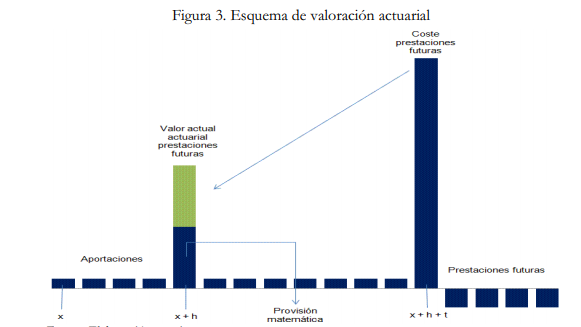 Figura 3. Esquema de valoración actuarial
Coste
prestaciones
futuras
Valor actual
actuarial
prestaciones
futuras
Aportaciones
Prestaciones futuras
x
x + h
Provisión
matemática
x + h + t